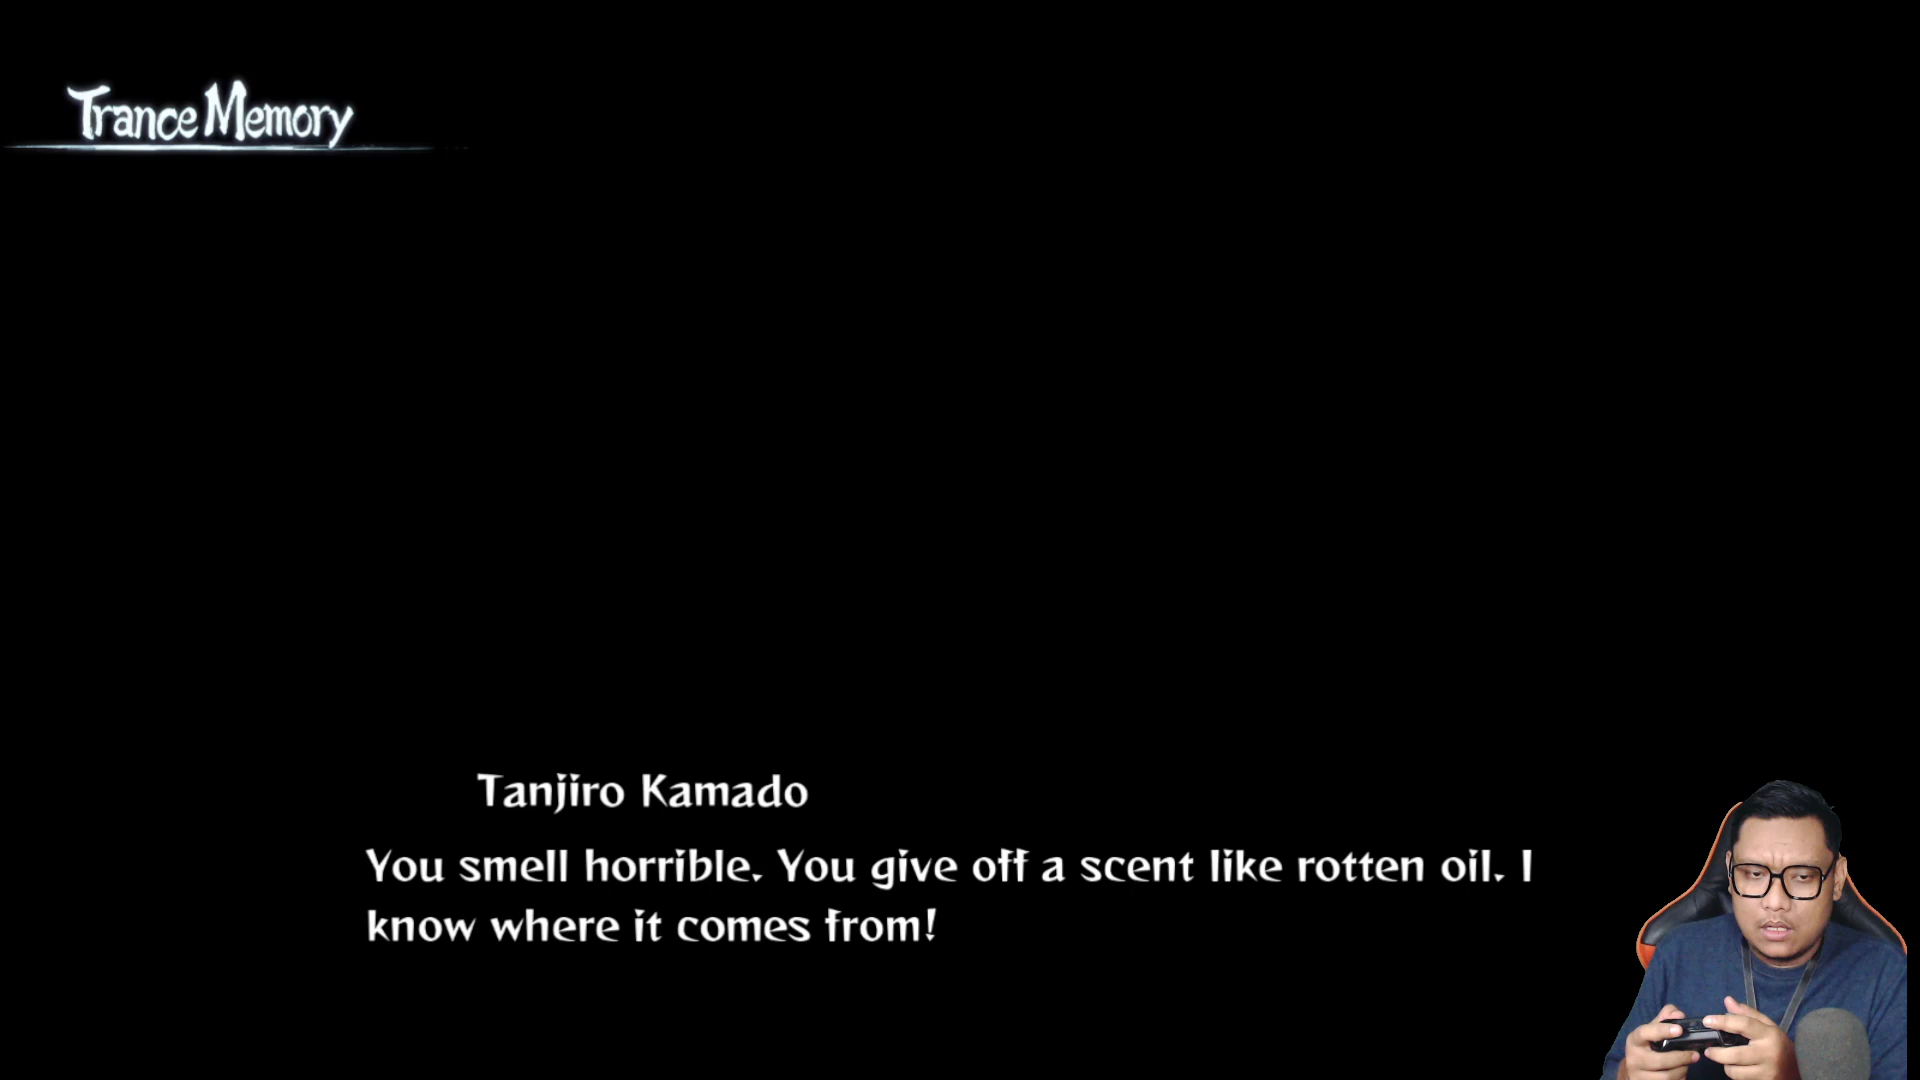 Trance Memory
Tanjiro Kamado
You smell horrible. You give off a scent like rotten oil. I
know where it comes from!